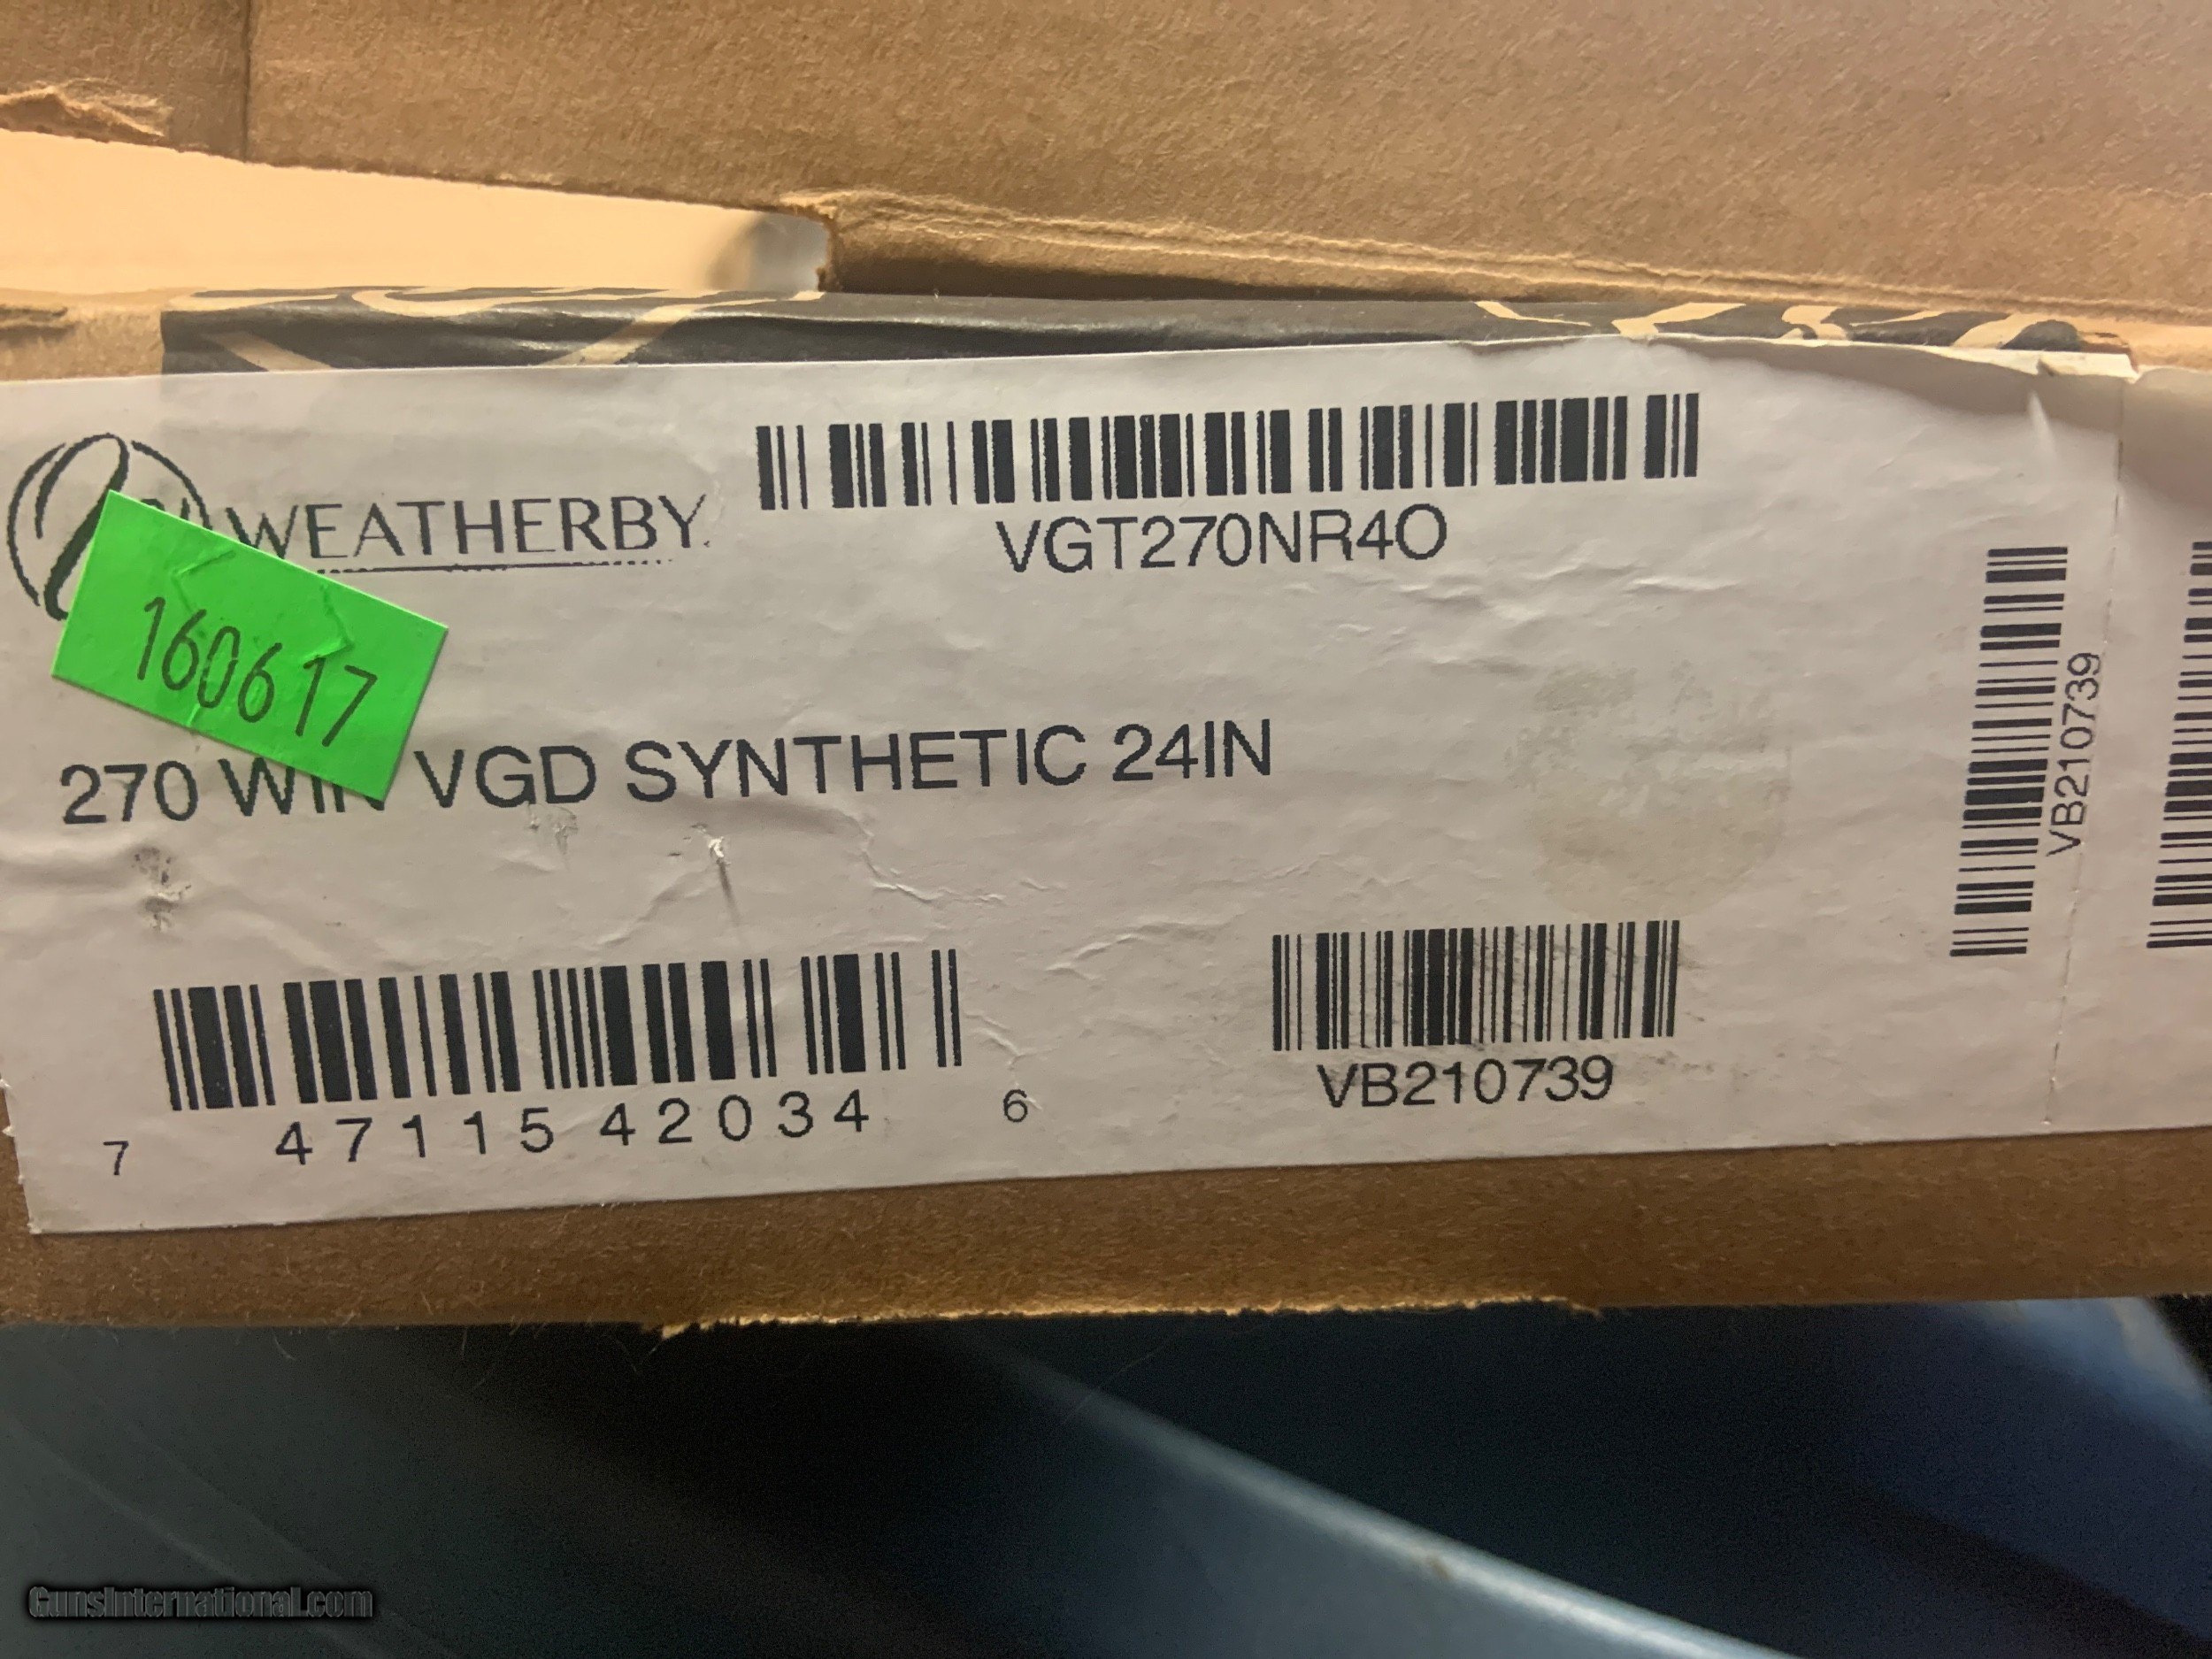 WEATHERBY
VGT270NR4O
160617
270 WIN VGD SYNTHETIC 24IN
VB210739
7 47115 42034 6
VB210739
GunsInternational.com